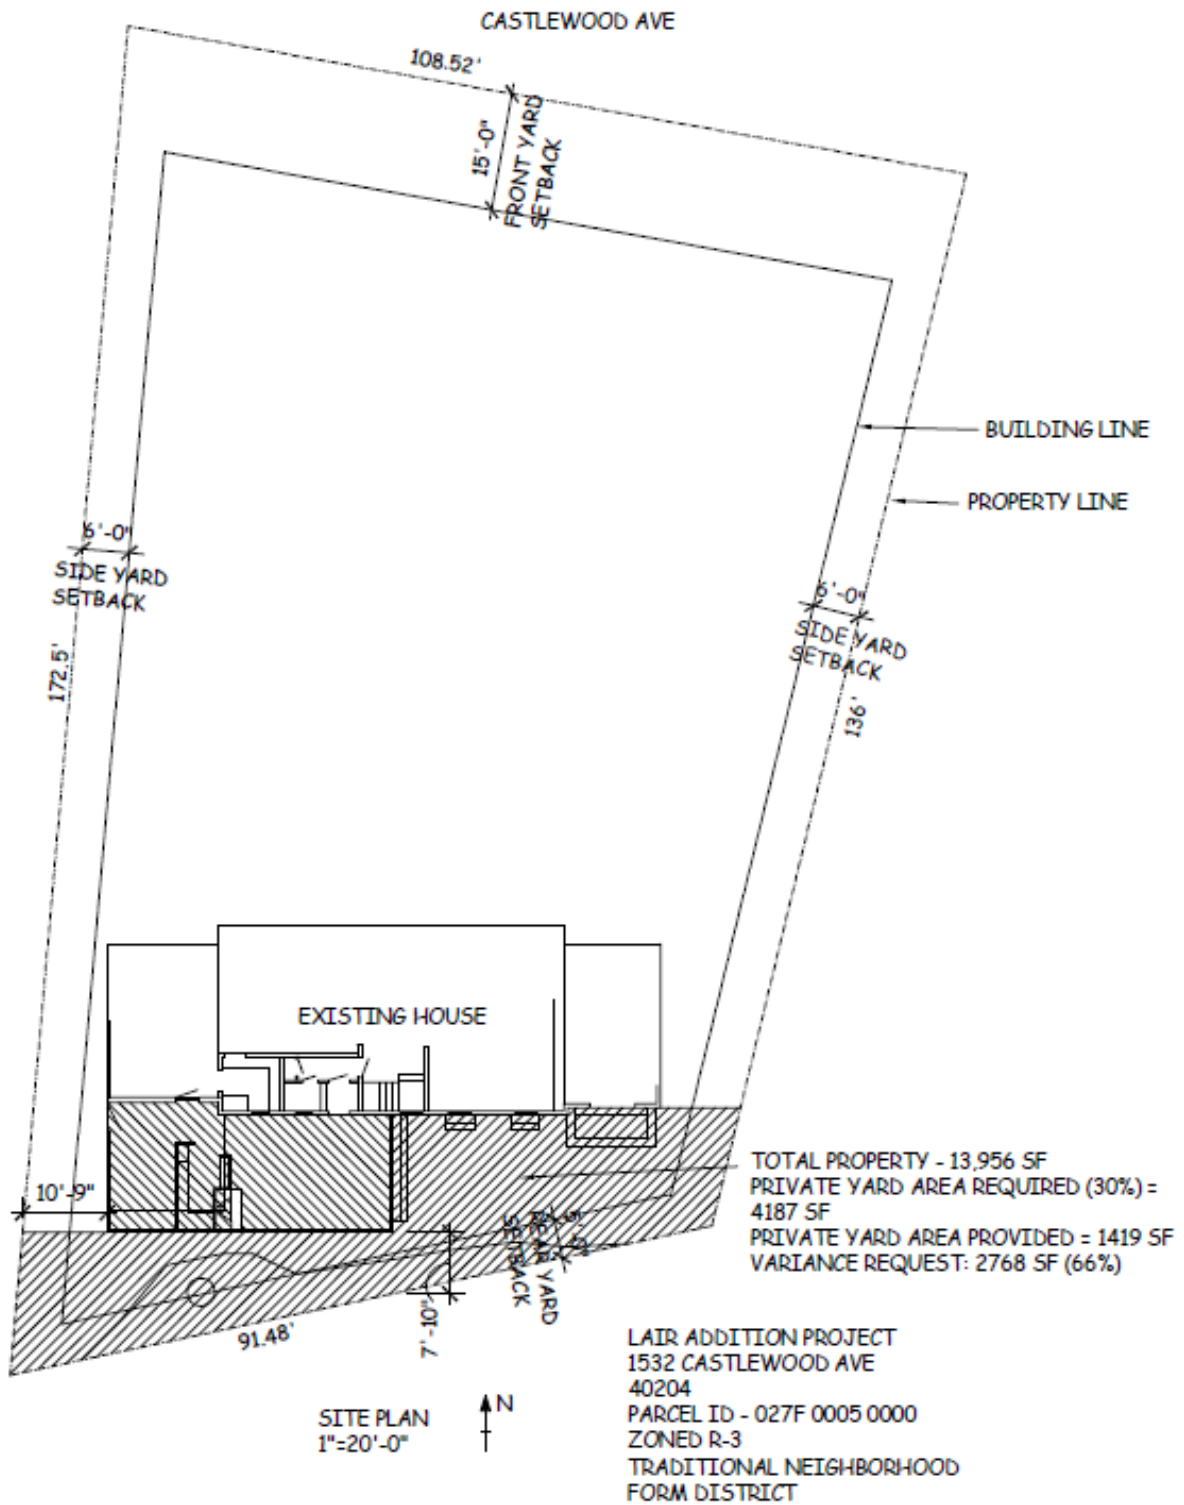 CASTLEWOOD AVE
108.52'
15'-0"
FRONT YARD
SETBACK
BUILDING LINE
PROPERTY LINE
6'-0"
SIDE YARD
SETBACK
6'-0"
SIDE YARD
SETBACK
172.5'
136'
EXISTING HOUSE
10'-9"
TOTAL PROPERTY - 13,956 SF
PRIVATE YARD AREA REQUIRED (30%) =
4187 SF
PRIVATE YARD AREA PROVIDED = 1419 SF
VARIANCE REQUEST: 2768 SF (66%)
5'-0"
REAR YARD
SETBACK
7'-10"
91.48'
LAIR ADDITION PROJECT
1532 CASTLEWOOD AVE
40204
PARCEL ID - 027F 0005 0000
ZONED R-3
TRADITIONAL NEIGHBORHOOD
FORM DISTRICT
N
SITE PLAN
1"=20'-0"